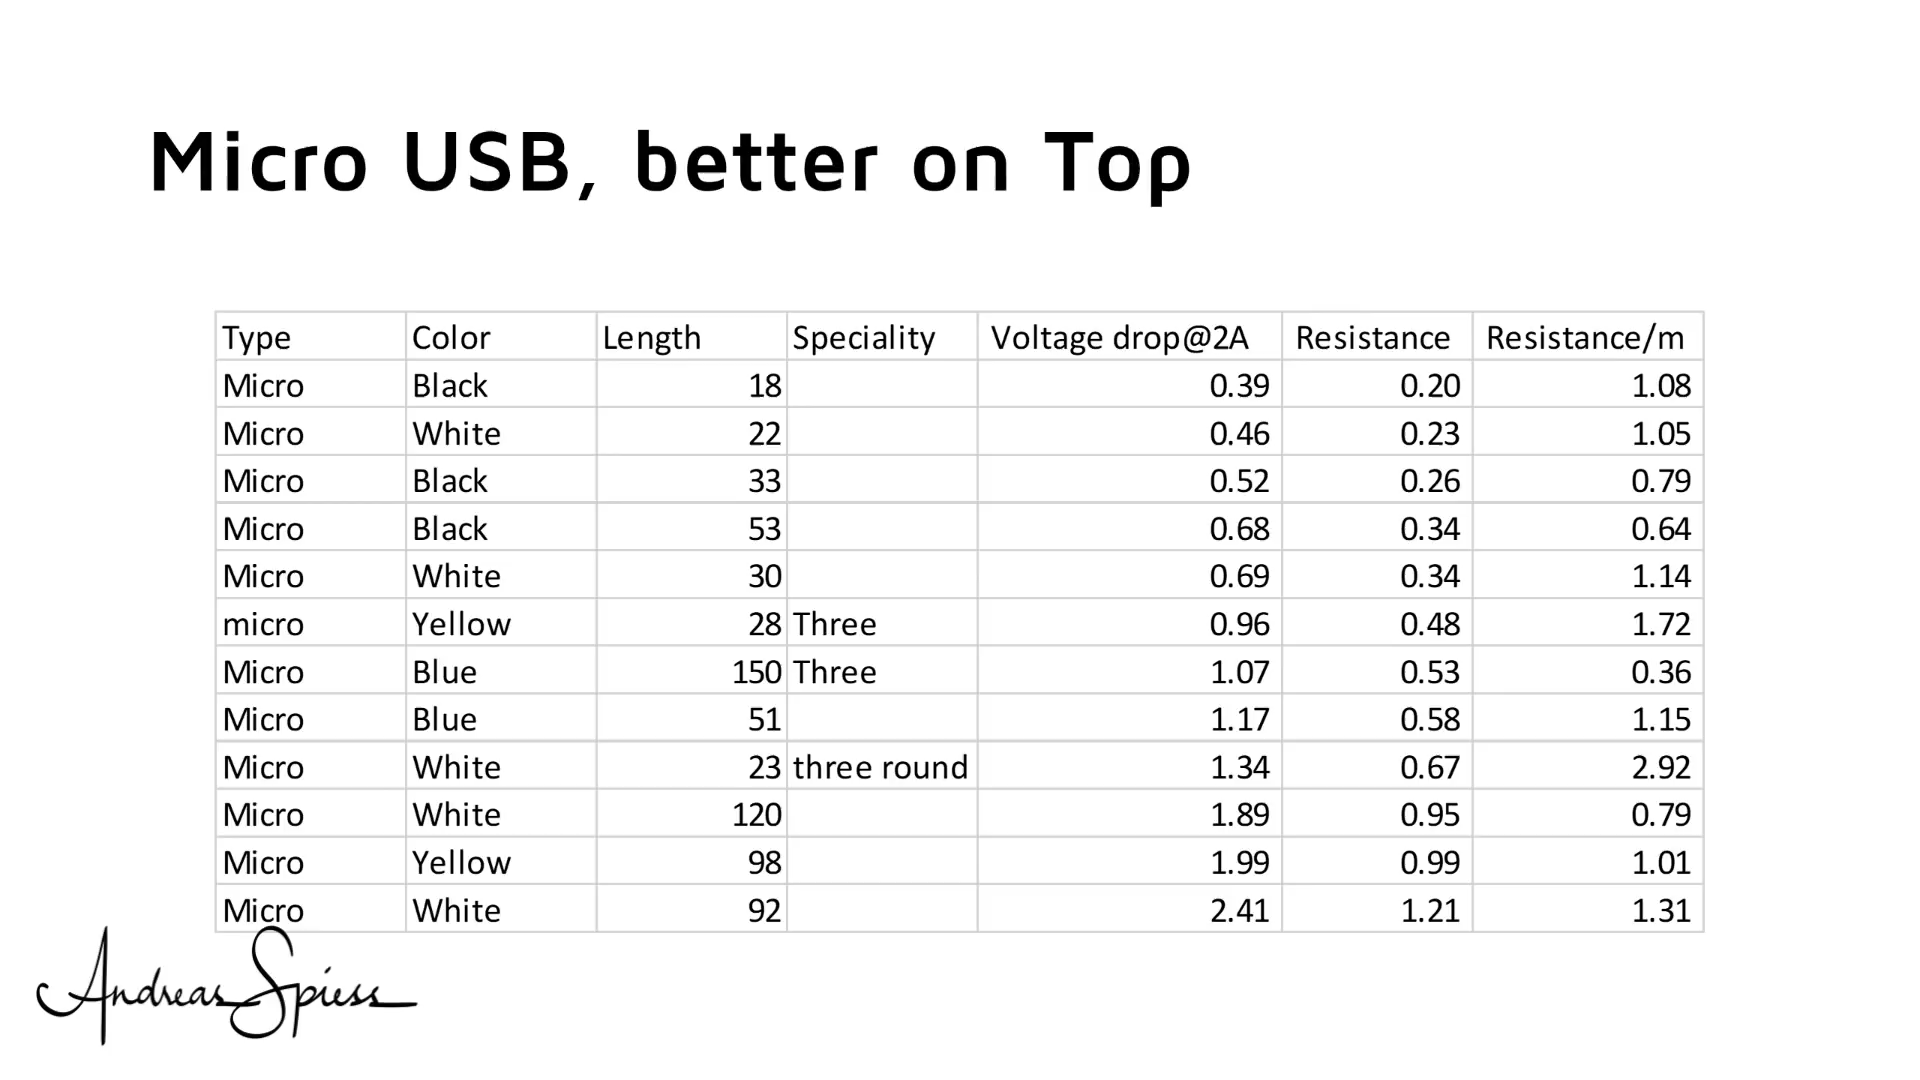 Micro USB, better on Top
Type Color Length Speciality Voltage drop@2A Resistance Resistance/m
Micro Black 18 0.39 0.20 1.08
Micro White 22 0.46 0.23 1.05
Micro Black 33 0.52 0.26 0.79
Micro Black 53 0.68 0.34 0.64
Micro White 30 0.69 0.34 1.14
micro Yellow 28 Three 0.96 0.48 1.72
Micro Blue 150 Three 1.07 0.53 0.36
Micro Blue 51 1.17 0.58 1.15
Micro White 23 three round 1.34 0.67 2.92
Micro White 120 1.89 0.95 0.79
Micro Yellow 98 1.99 0.99 1.01
Micro White 92 2.41 1.21 1.31
Andreas Spiess